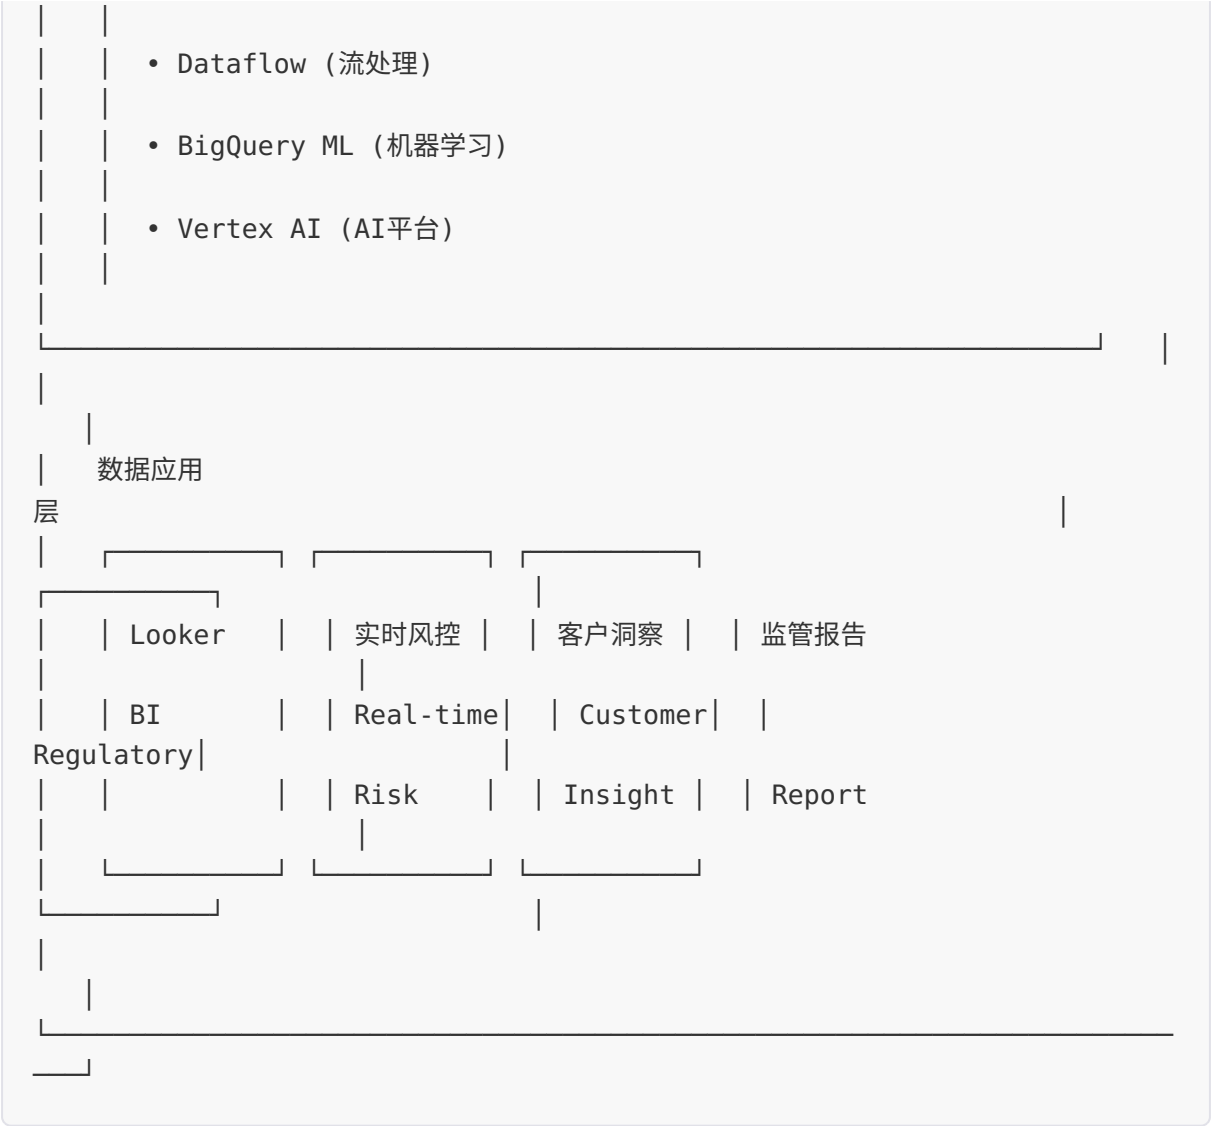 • Dataflow (流处理)
• BigQuery ML (机器学习)
• Vertex AI (AI平台)
数据应用
层
Looker 实时风控 客户洞察 监管报告
BI Real-time Customer
Regulatory
Risk Insight Report